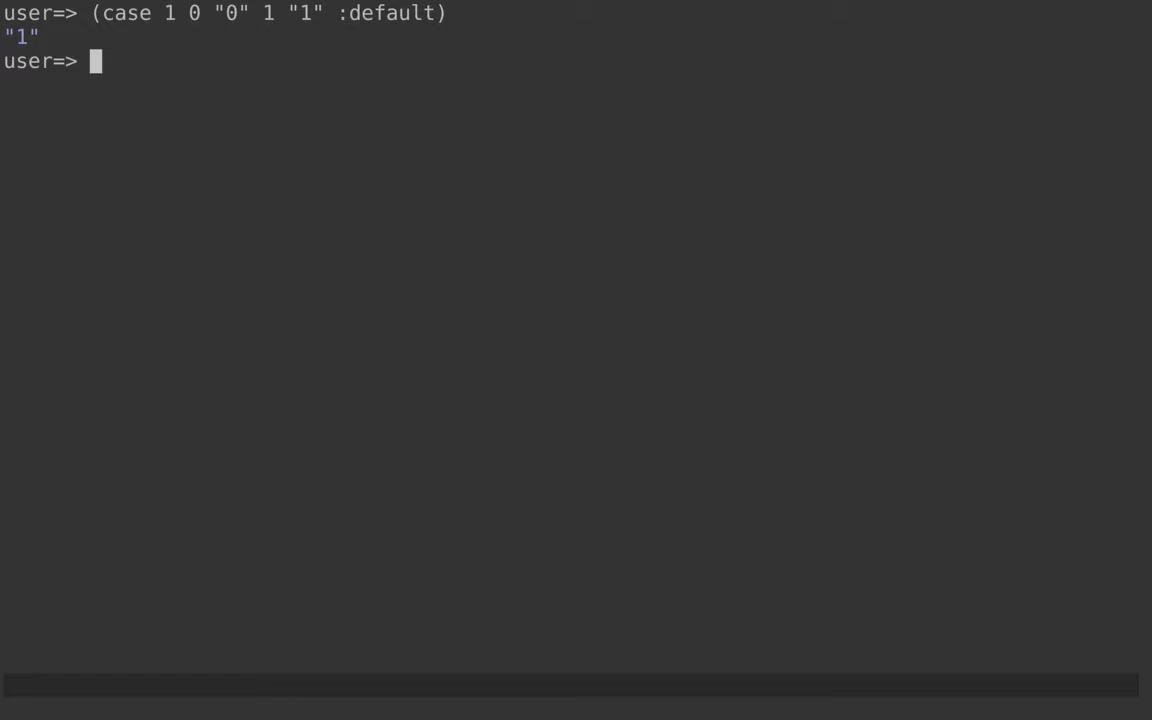 user=> (case 1 0 "0" 1 "1" :default)
"1"
user=>